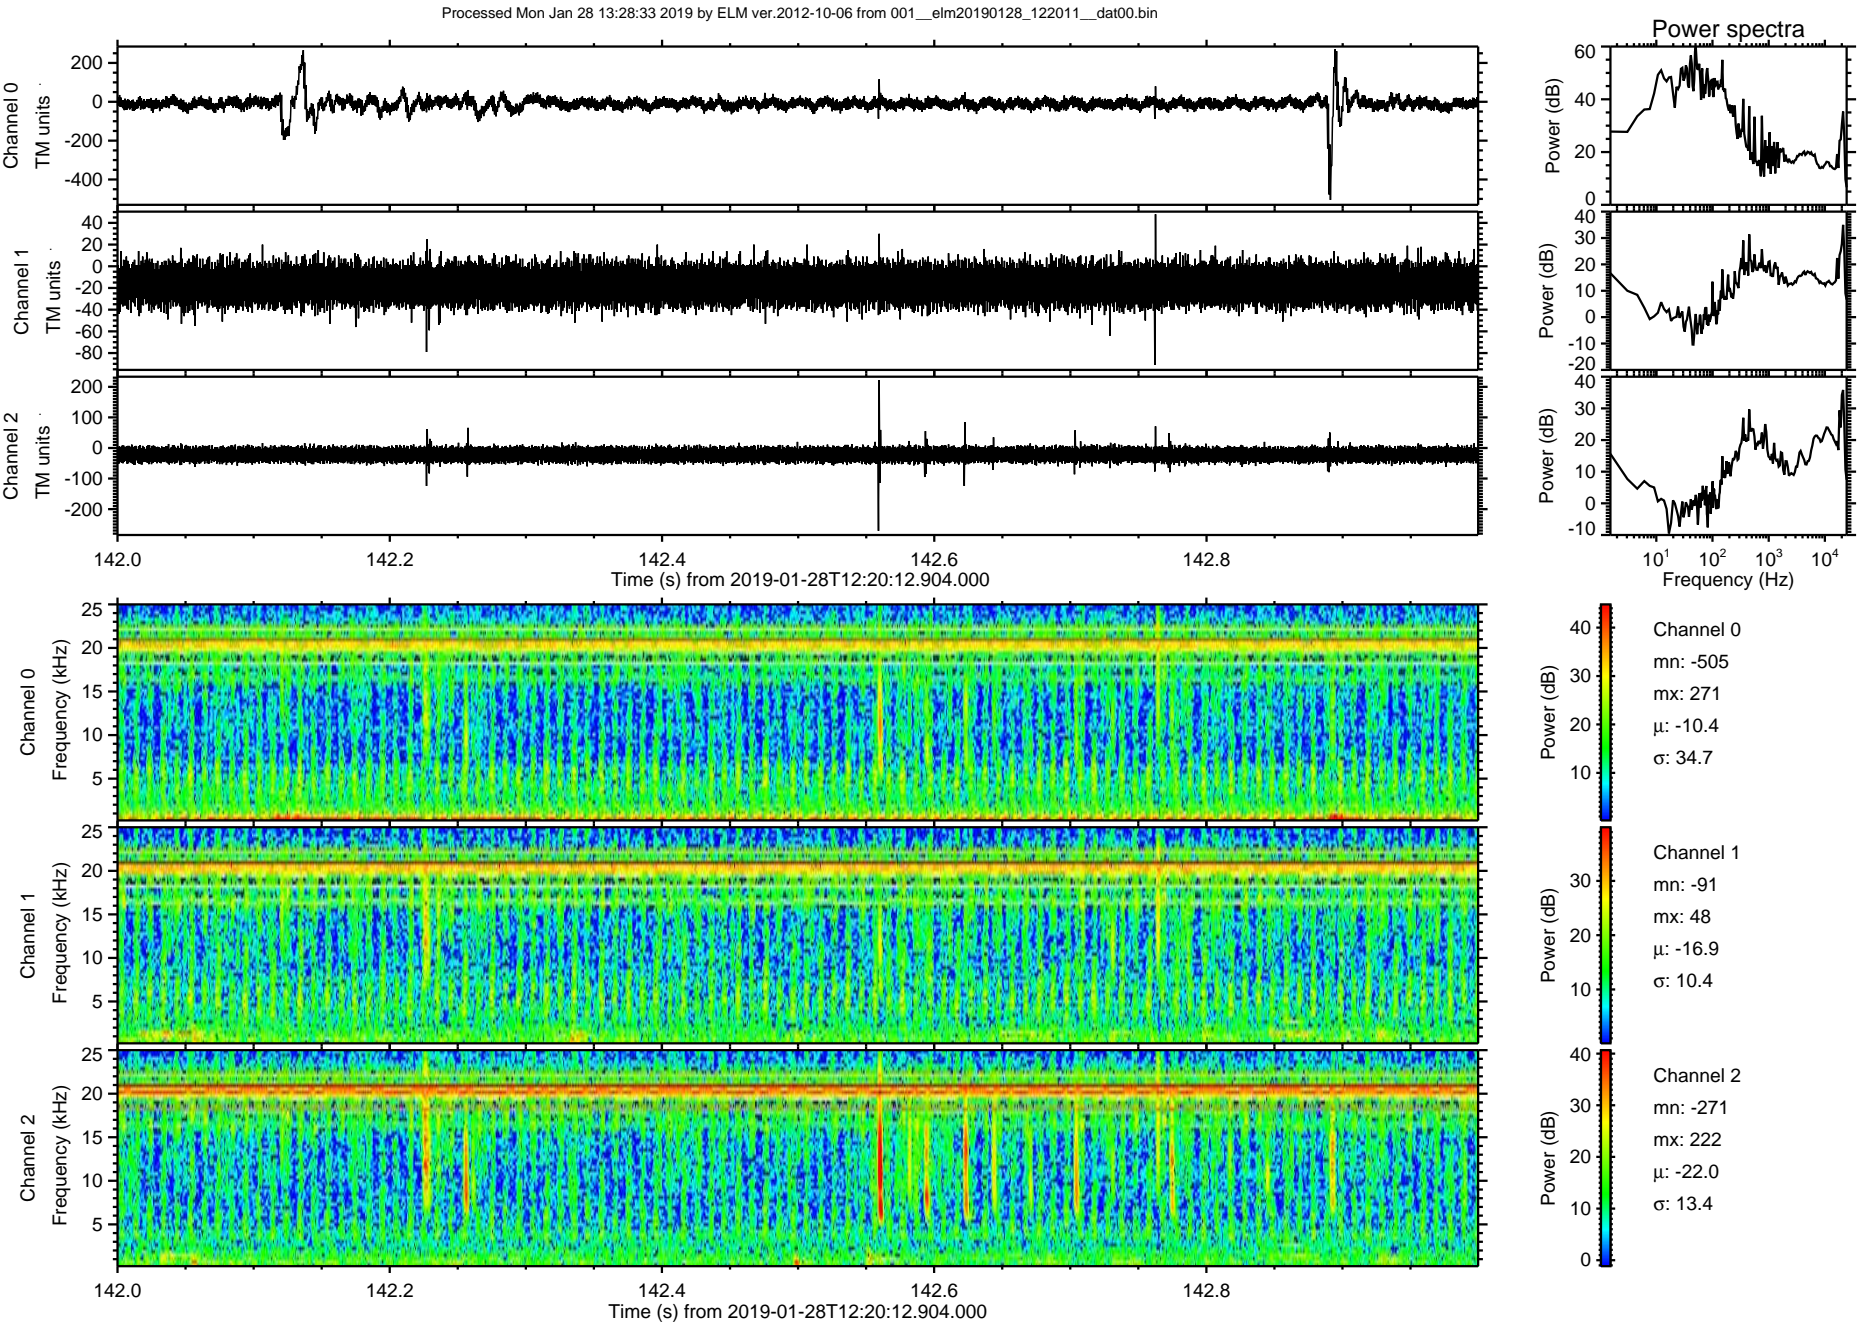 Processed Mon Jan 28 13:28:33 2019 by ELM ver.2012-10-06 from 001__elm20190128_122011__dat00.bin
Power spectra
Channel 0
TM units
200
0
-200
-400
Power (dB)
60
40
20
0
Channel 1
TM units
40
20
0
-20
-40
-60
-80
Power (dB)
40
30
20
10
0
-10
-20
Channel 2
TM units
200
100
0
-100
-200
Power (dB)
40
30
20
10
0
-10
142.0 142.2 142.4 142.6 142.8
Time (s) from 2019-01-28T12:20:12.904.000
10¹ 10² 10³ 10⁴
Frequency (Hz)
Channel 0
Frequency (kHz)
25
20
15
10
5
Power (dB)
40
30
20
10
Channel 0
mn: -505
mx: 271
μ: -10.4
σ: 34.7
Channel 1
Frequency (kHz)
25
20
15
10
5
Power (dB)
30
20
10
Channel 1
mn: -91
mx: 48
μ: -16.9
σ: 10.4
Channel 2
Frequency (kHz)
25
20
15
10
5
Power (dB)
40
30
20
10
0
Channel 2
mn: -271
mx: 222
μ: -22.0
σ: 13.4
142.0 142.2 142.4 142.6 142.8
Time (s) from 2019-01-28T12:20:12.904.000